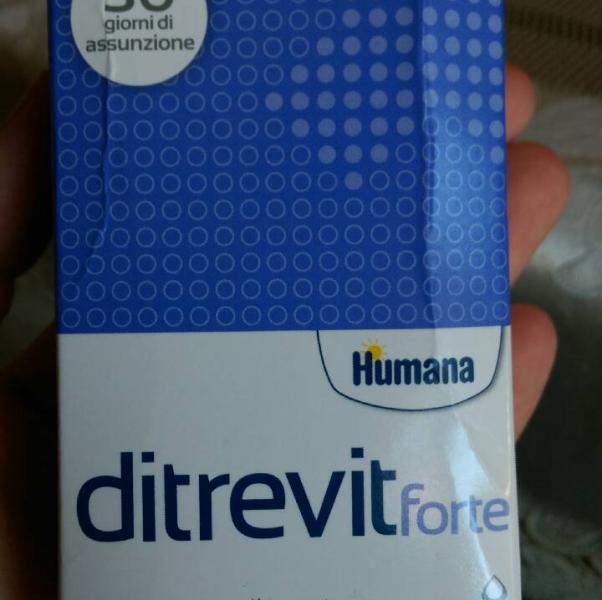 giorni di
assunzione
Humana
ditrevit forte